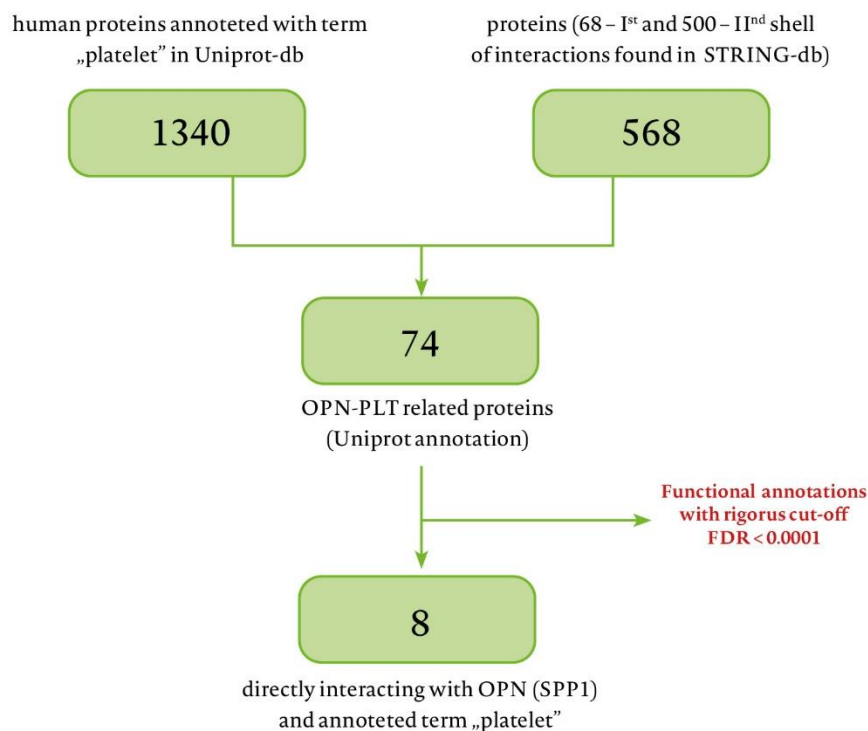 human proteins annoteted with term
„platelet” in Uniprot-db
proteins (68 – Ist and 500 – IInd shell
of interactions found in STRING-db)
1340
568
74
OPN-PLT related proteins
(Uniprot annotation)
Functional annotations
with rigorus cut-off
FDR < 0.0001
8
directly interacting with OPN (SPP1)
and annoteted term „platelet”